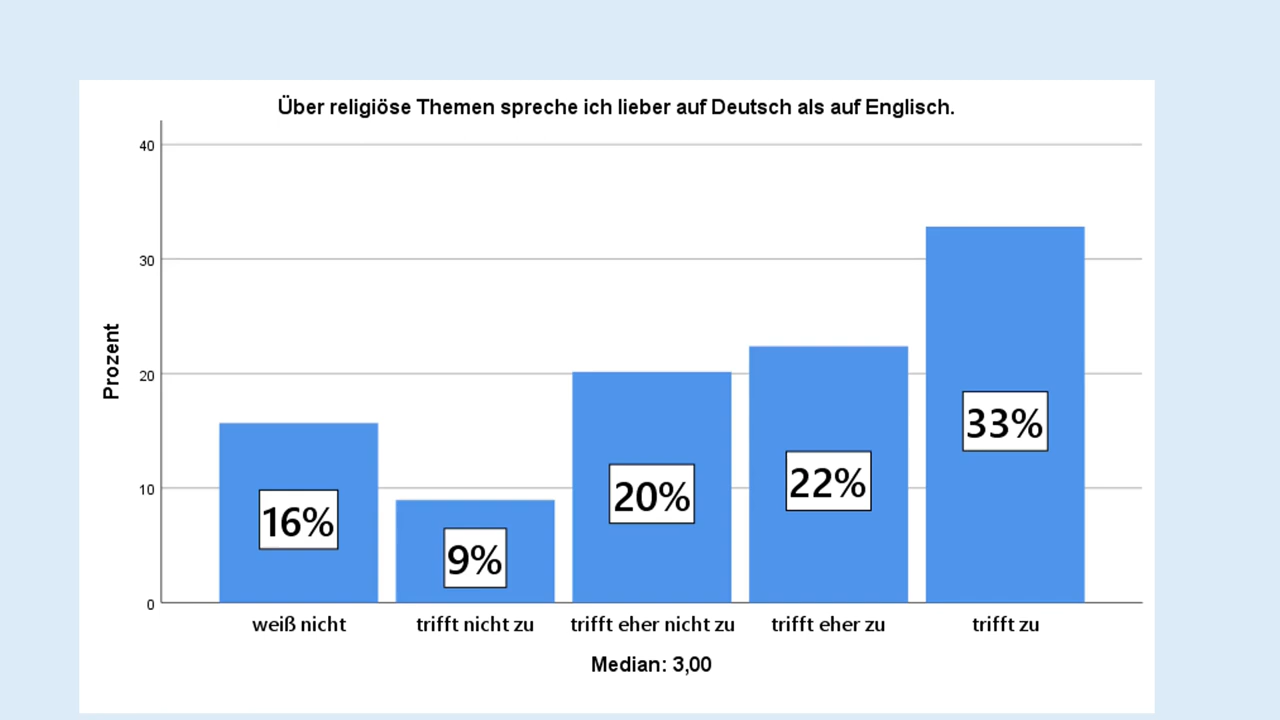 Über religiöse Themen spreche ich lieber auf Deutsch als auf Englisch.
40
30
20
10
0
Prozent
16%
9%
20%
22%
33%
weiß nicht
trifft nicht zu
trifft eher nicht zu
trifft eher zu
trifft zu
Median: 3,00